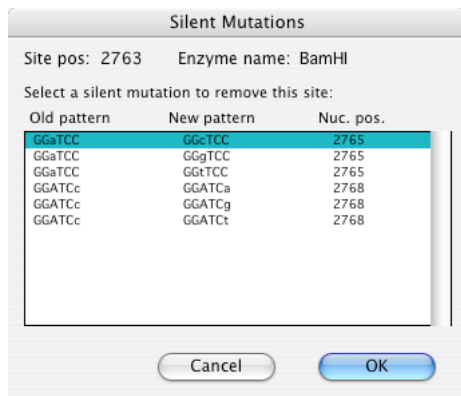 Silent Mutations
Site pos: 2763 Enzyme name: BamHI
Select a silent mutation to remove this site:
Old pattern New pattern Nuc. pos.
GGaTCC GGcTCC 2765
GGaTCC GGgTCC 2765
GGaTCC GGtTCC 2765
GGATCc GGATCa 2768
GGATCc GGATCg 2768
GGATCc GGATCt 2768
Cancel OK